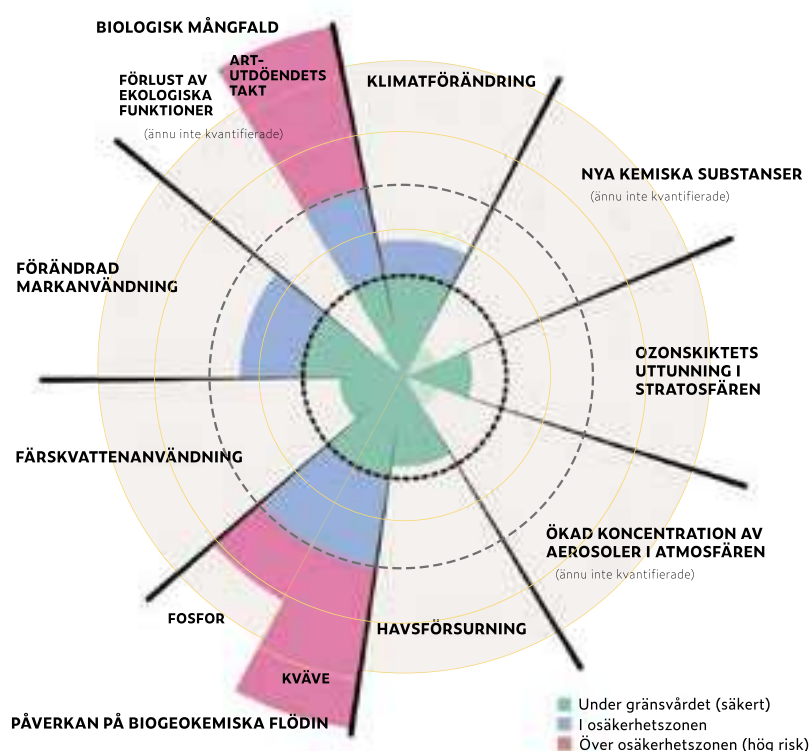 BIOLOGISK MÅNGFALD
ART-
UTDÖENDETS
TAKT
FÖRLUST AV
EKOLOGISKA
FUNKTIONER
(ännu inte kvantifierade)
KLIMATFÖRÄNDRING
NYA KEMISKA SUBSTANSER
(ännu inte kvantifierade)
FÖRÄNDRAD
MARKANVÄNDNING
OZONSKIKTETS
UTTUNNING I
STRATOSFÄREN
FÄRSKVATTENANVÄNDNING
ÖKAD KONCENTRATION AV
AEROSOLER I ATMOSFÄREN
(ännu inte kvantifierade)
FOSFOR
HAVSFÖRSURNING
KVÄVE
PÅVERKAN PÅ BIOGEOKEMISKA FLÖDIN
Under gränsvårdet (säkert)
I osäkerhetszonen
Över osäkerhetszonen (hög risk)